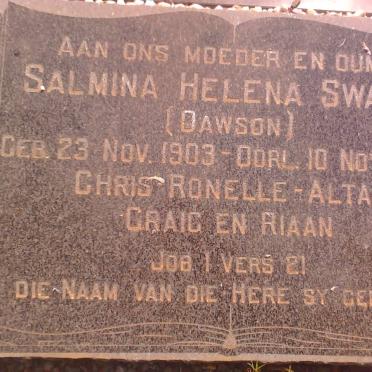 AAN ONS MOEDER EN OUM
SALMINA HELENA SWA
(DAWSON)
GEB. 23 NOV. 1903 - OORL. 10 NO
CHRIS-RONELLE-ALTA
CRAIG EN RIAAN
JOB 1 VERS 21
DIE NAAM VAN DIE HERE SY GE